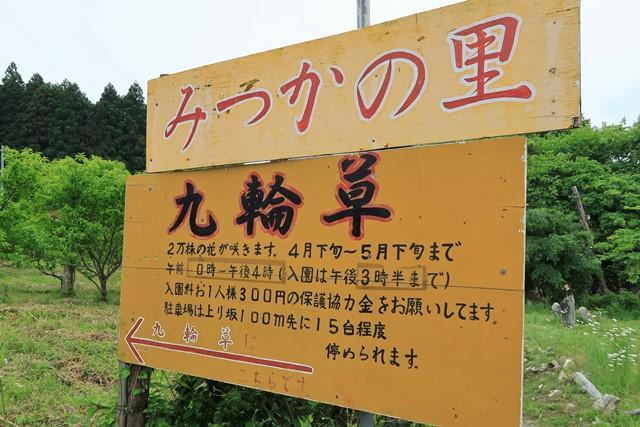 みつかの里
九輪草
2万株の花が咲きます。4月下旬〜5月下旬まで
午前10時〜午後4時(入園は午後3時半まで)
入園料お1人様300円の保護協力金をお願いしてます。
駐車場は上り坂100m先に15台程度
停められます。
九輪草は
こちらです